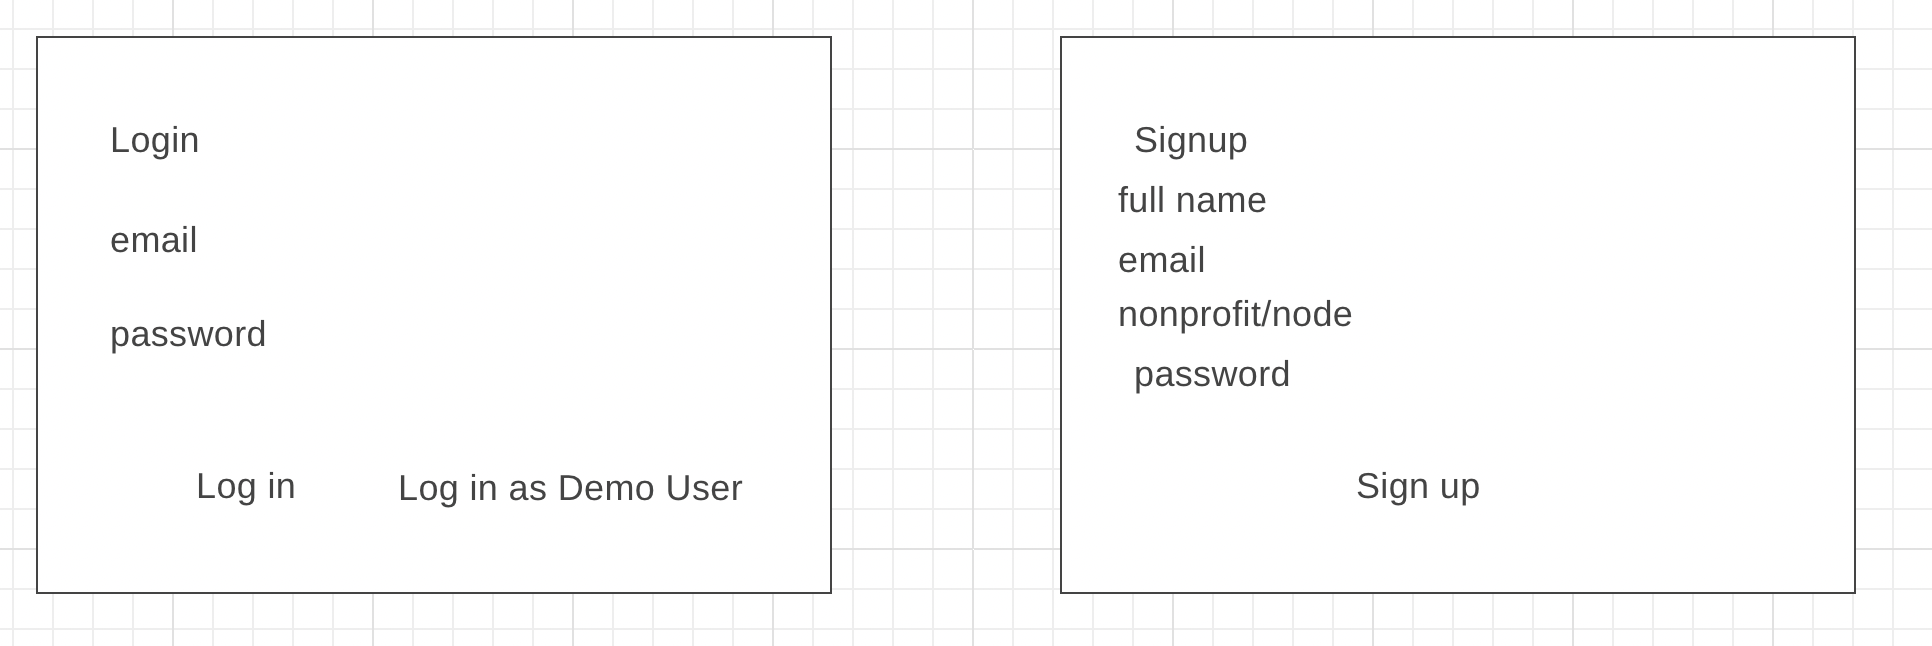 Login
email
password
Log in
Log in as Demo User
Signup
full name
email
nonprofit/node
password
Sign up